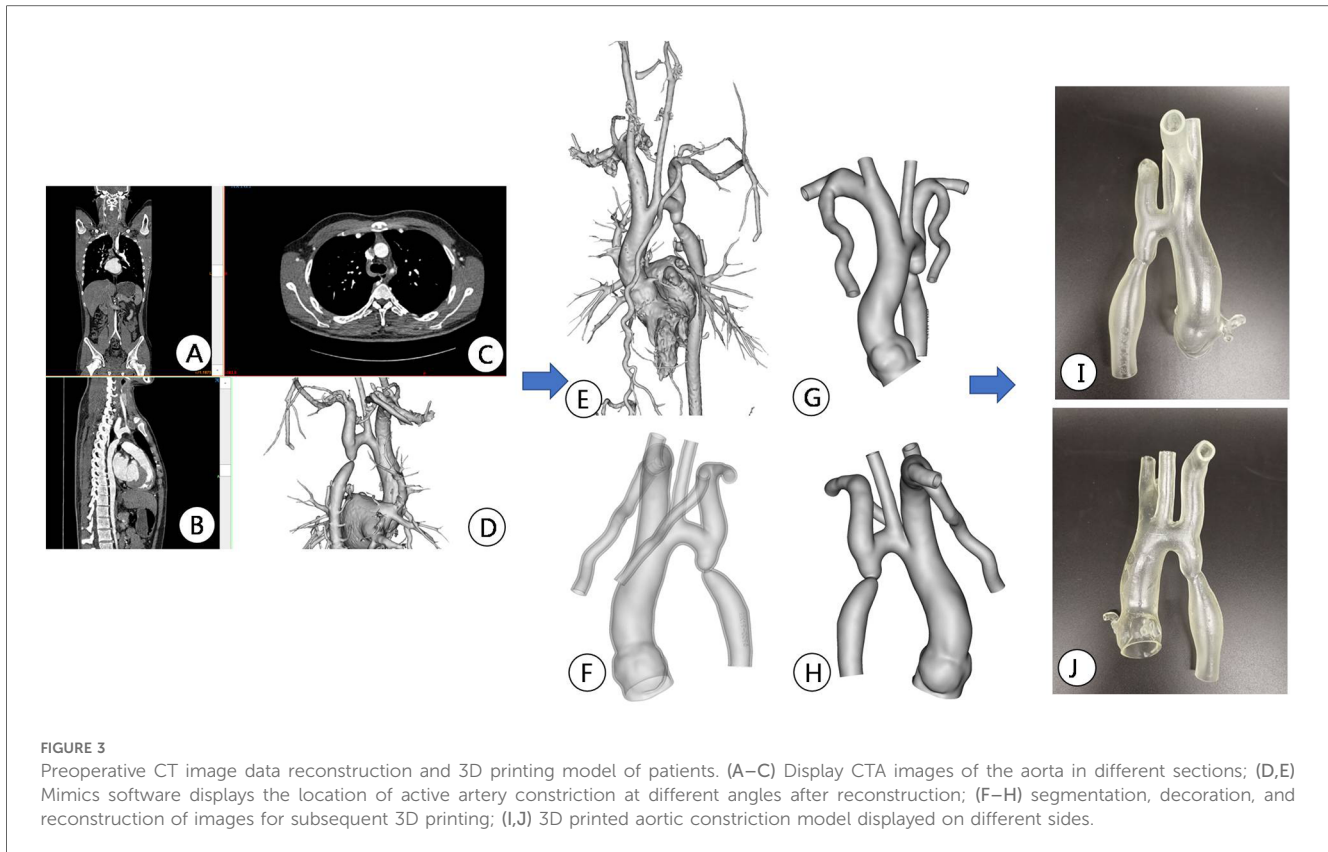 A
C
B
D
E
G
F
H
I
J
FIGURE 3
Preoperative CT image data reconstruction and 3D printing model of patients. (A–C) Display CTA images of the aorta in different sections; (D,E)
Mimics software displays the location of active artery constriction at different angles after reconstruction; (F–H) segmentation, decoration, and
reconstruction of images for subsequent 3D printing; (I,J) 3D printed aortic constriction model displayed on different sides.